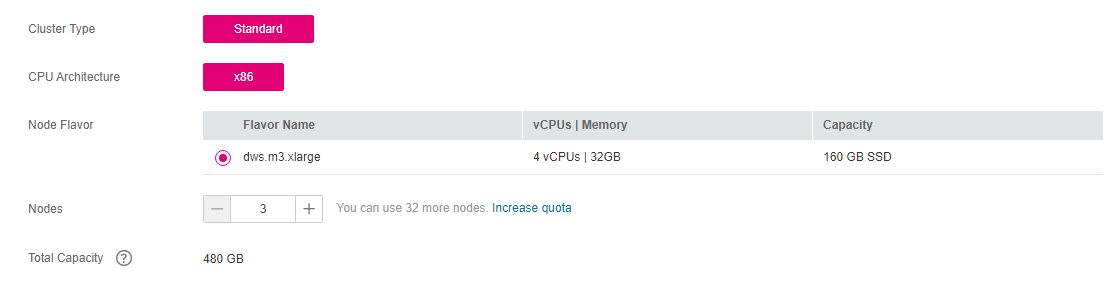 Cluster Type Standard
CPU Architecture x86
Node Flavor Flavor Name vCPUs | Memory Capacity
dws.m3.xlarge 4 vCPUs | 32GB 160 GB SSD
Nodes 3 You can use 32 more nodes. Increase quota
Total Capacity ? 480 GB